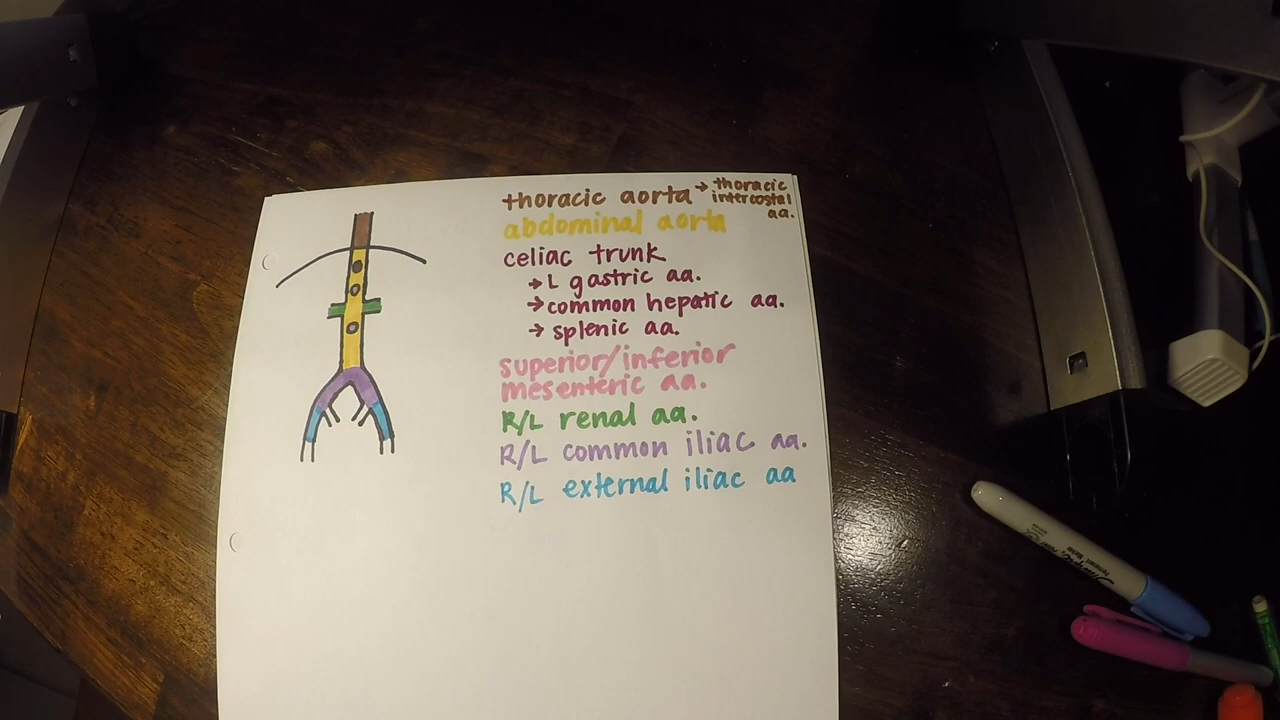 thoracic aorta → thoracic
intercostal
aa.
abdominal aorta
celiac trunk
→ L gastric aa.
→ common hepatic aa.
→ splenic aa.
superior/inferior
mesenteric aa.
R/L renal aa.
R/L common iliac aa.
R/L external iliac aa